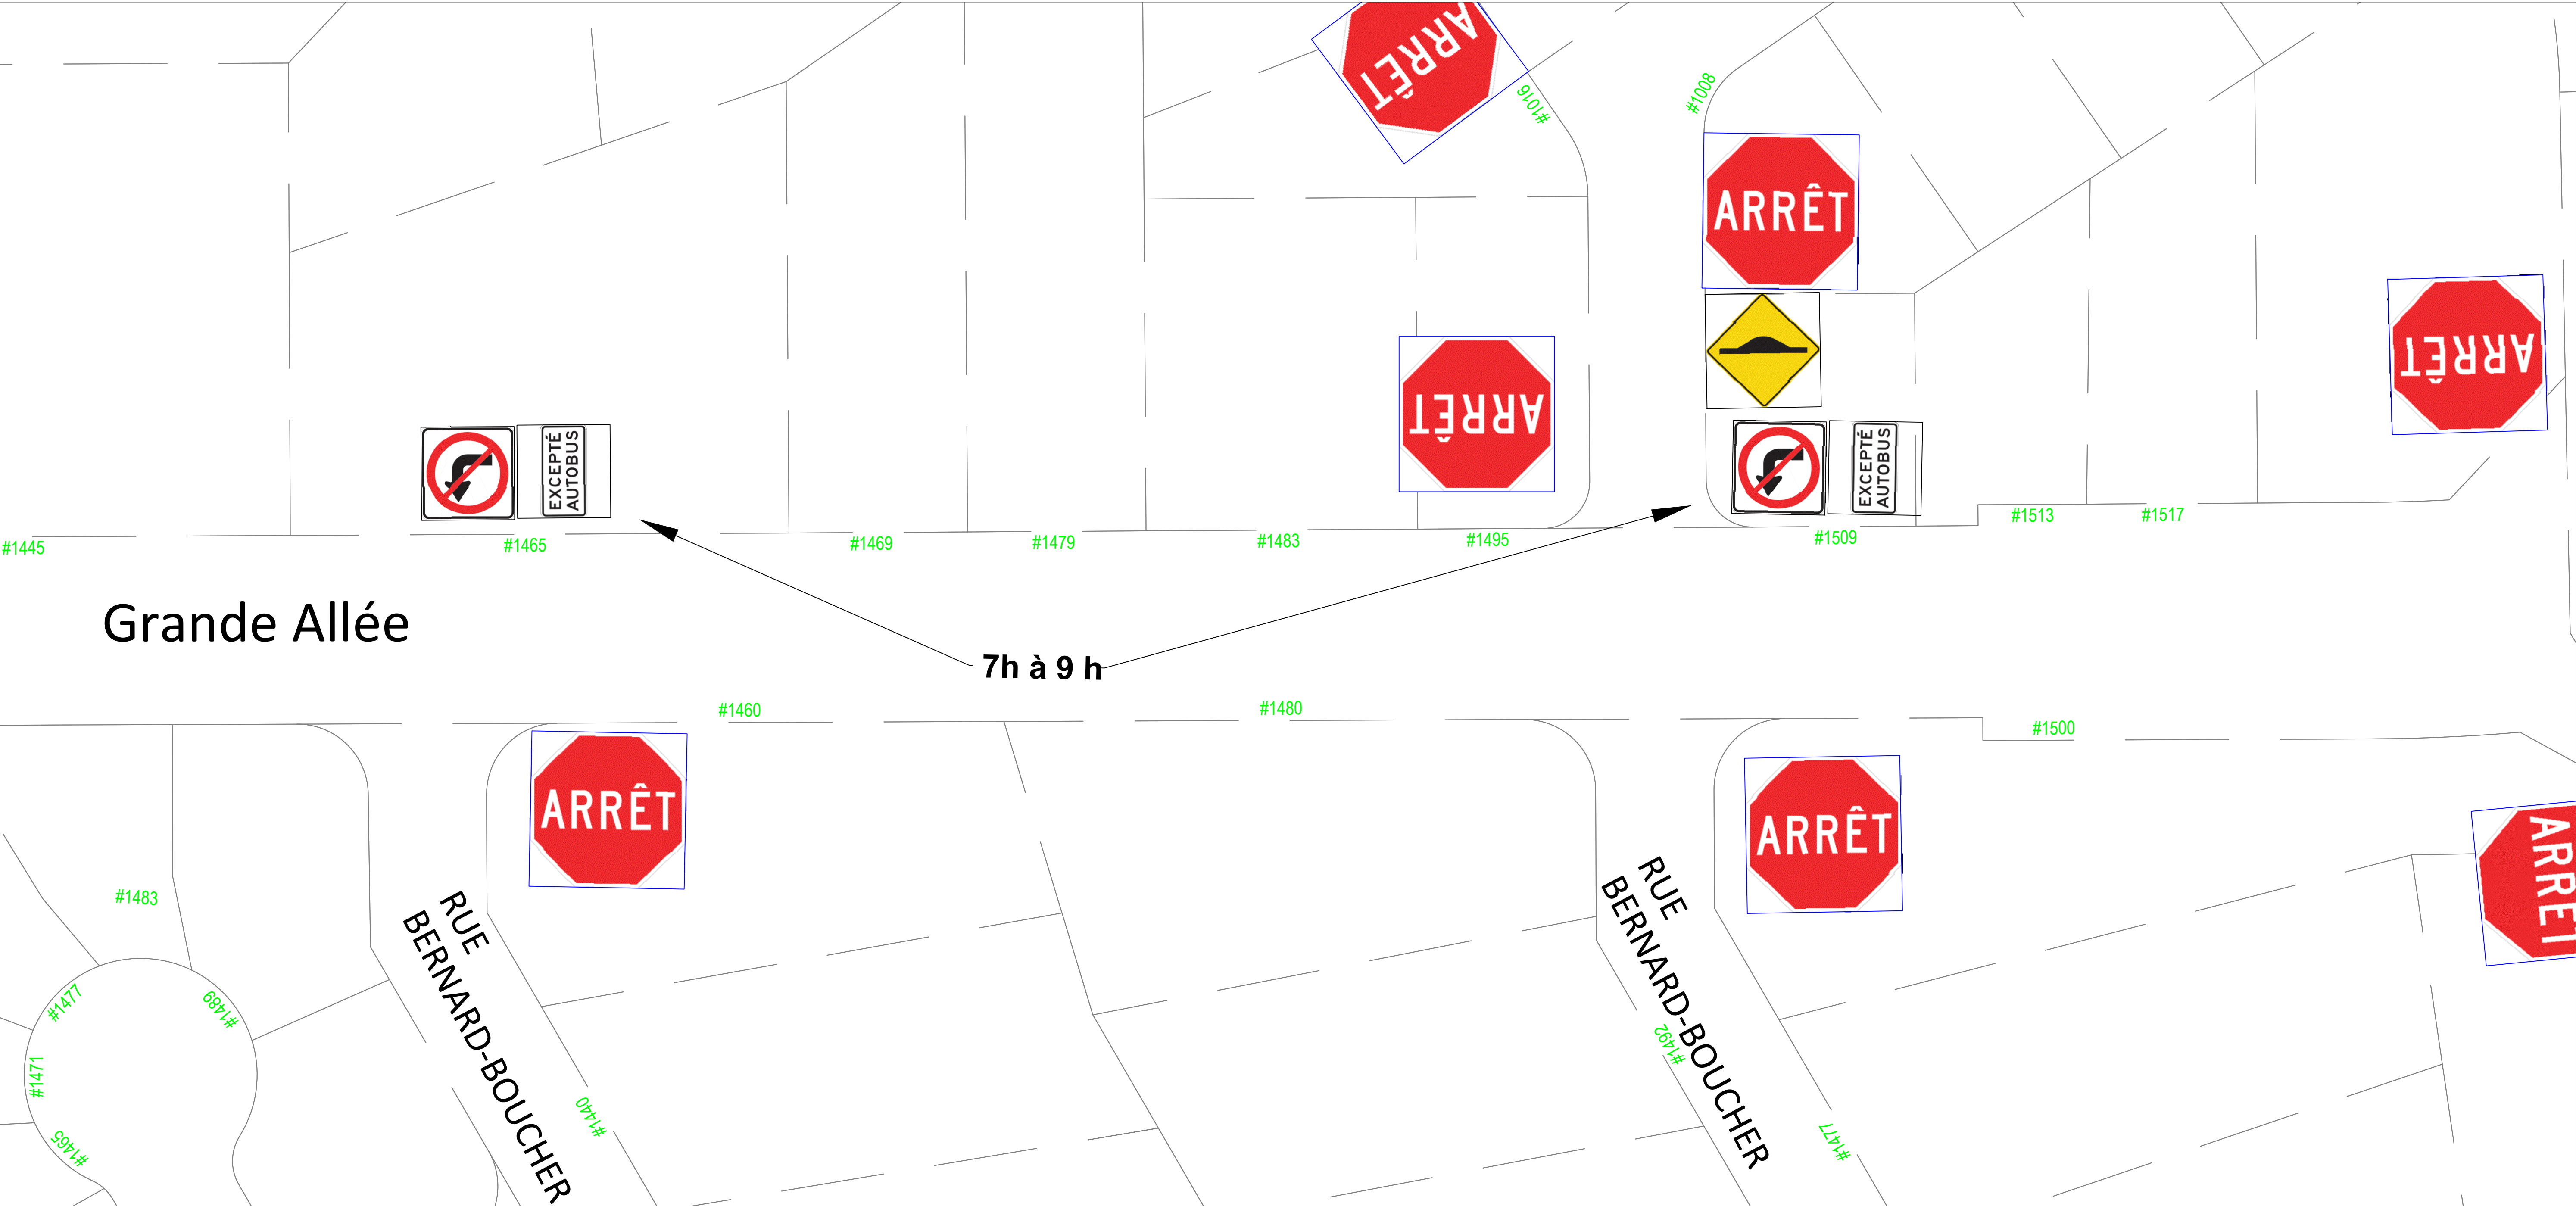 ARRÊT
#1016
#1008
ARRÊT
ARRÊT
ARRÊT
EXCEPTÉ
AUTOBUS
EXCEPTÉ
AUTOBUS
#1445
#1465
#1469
#1479
#1483
#1495
#1509
#1513
#1517
Grande Allée
7h à 9 h
#1460
#1480
#1500
ARRÊT
ARRÊT
ARRÊT
#1483
RUE
BERNARD-BOUCHER
RUE
BERNARD-BOUCHER
#1477
#1489
#1471
#1465
#1440
#1492
#1477